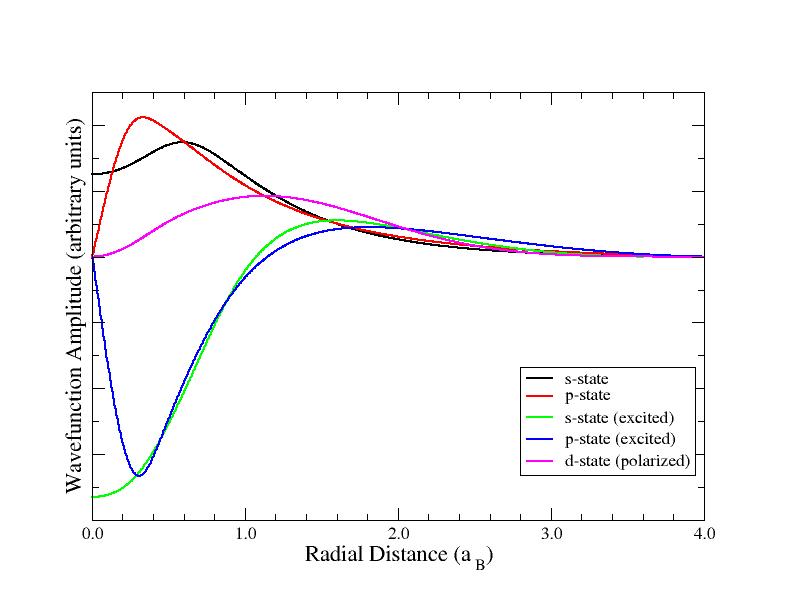 Wavefunction Amplitude (arbitrary units)
s-state
p-state
s-state (excited)
p-state (excited)
d-state (polarized)
0.0 1.0 2.0 3.0 4.0
Radial Distance (a B)